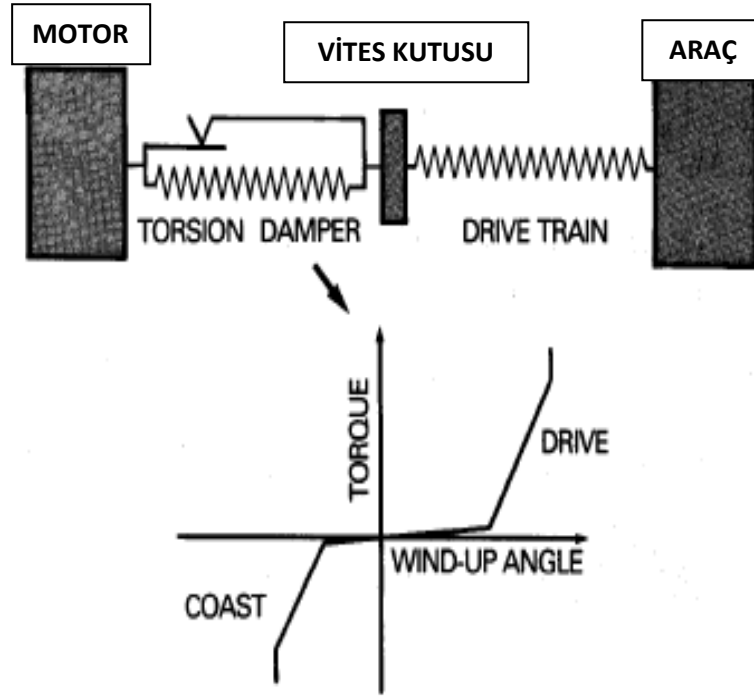 MOTOR
VİTES KUTUSU
ARAÇ
TORSION DAMPER
DRIVE TRAIN
TORQUE
DRIVE
WIND-UP ANGLE
COAST